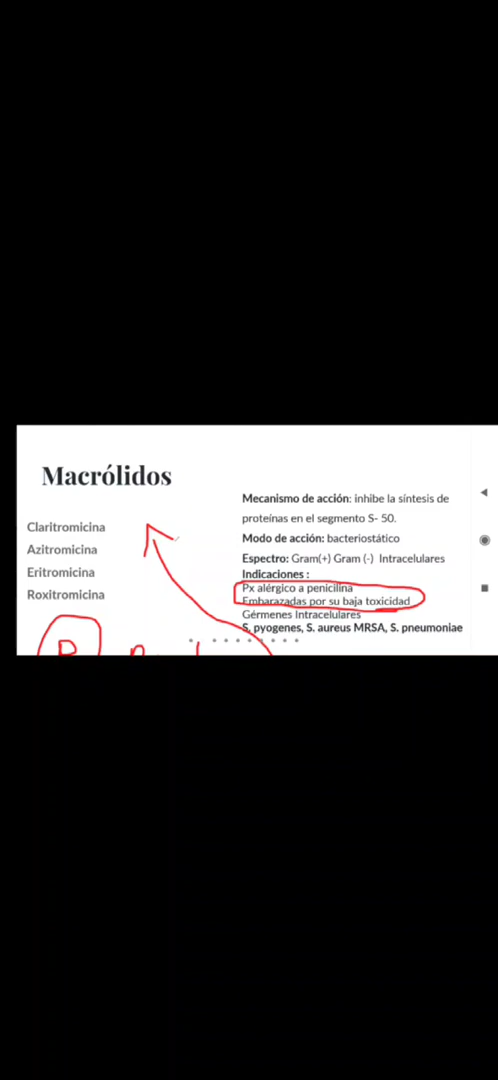 Macrólidos
Claritromicina
Azitromicina
Eritromicina
Roxitromicina
Mecanismo de acción: inhibe la síntesis de
proteínas en el segmento S- 50.
Modo de acción: bacteriostático
Espectro: Gram(+) Gram (-) Intracelulares
Indicaciones :
Px alérgico a penicilina
Embarazadas por su baja toxicidad
Gérmenes Intracelulares
S. pyogenes, S. aureus MRSA, S. pneumoniae